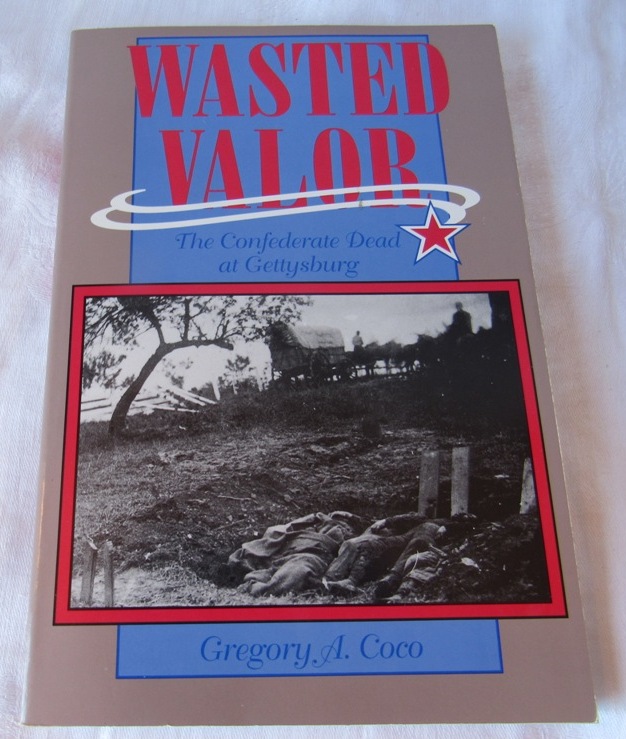 WASTED
VALOR
The Confederate Dead
at Gettysburg
Gregory A. Coco